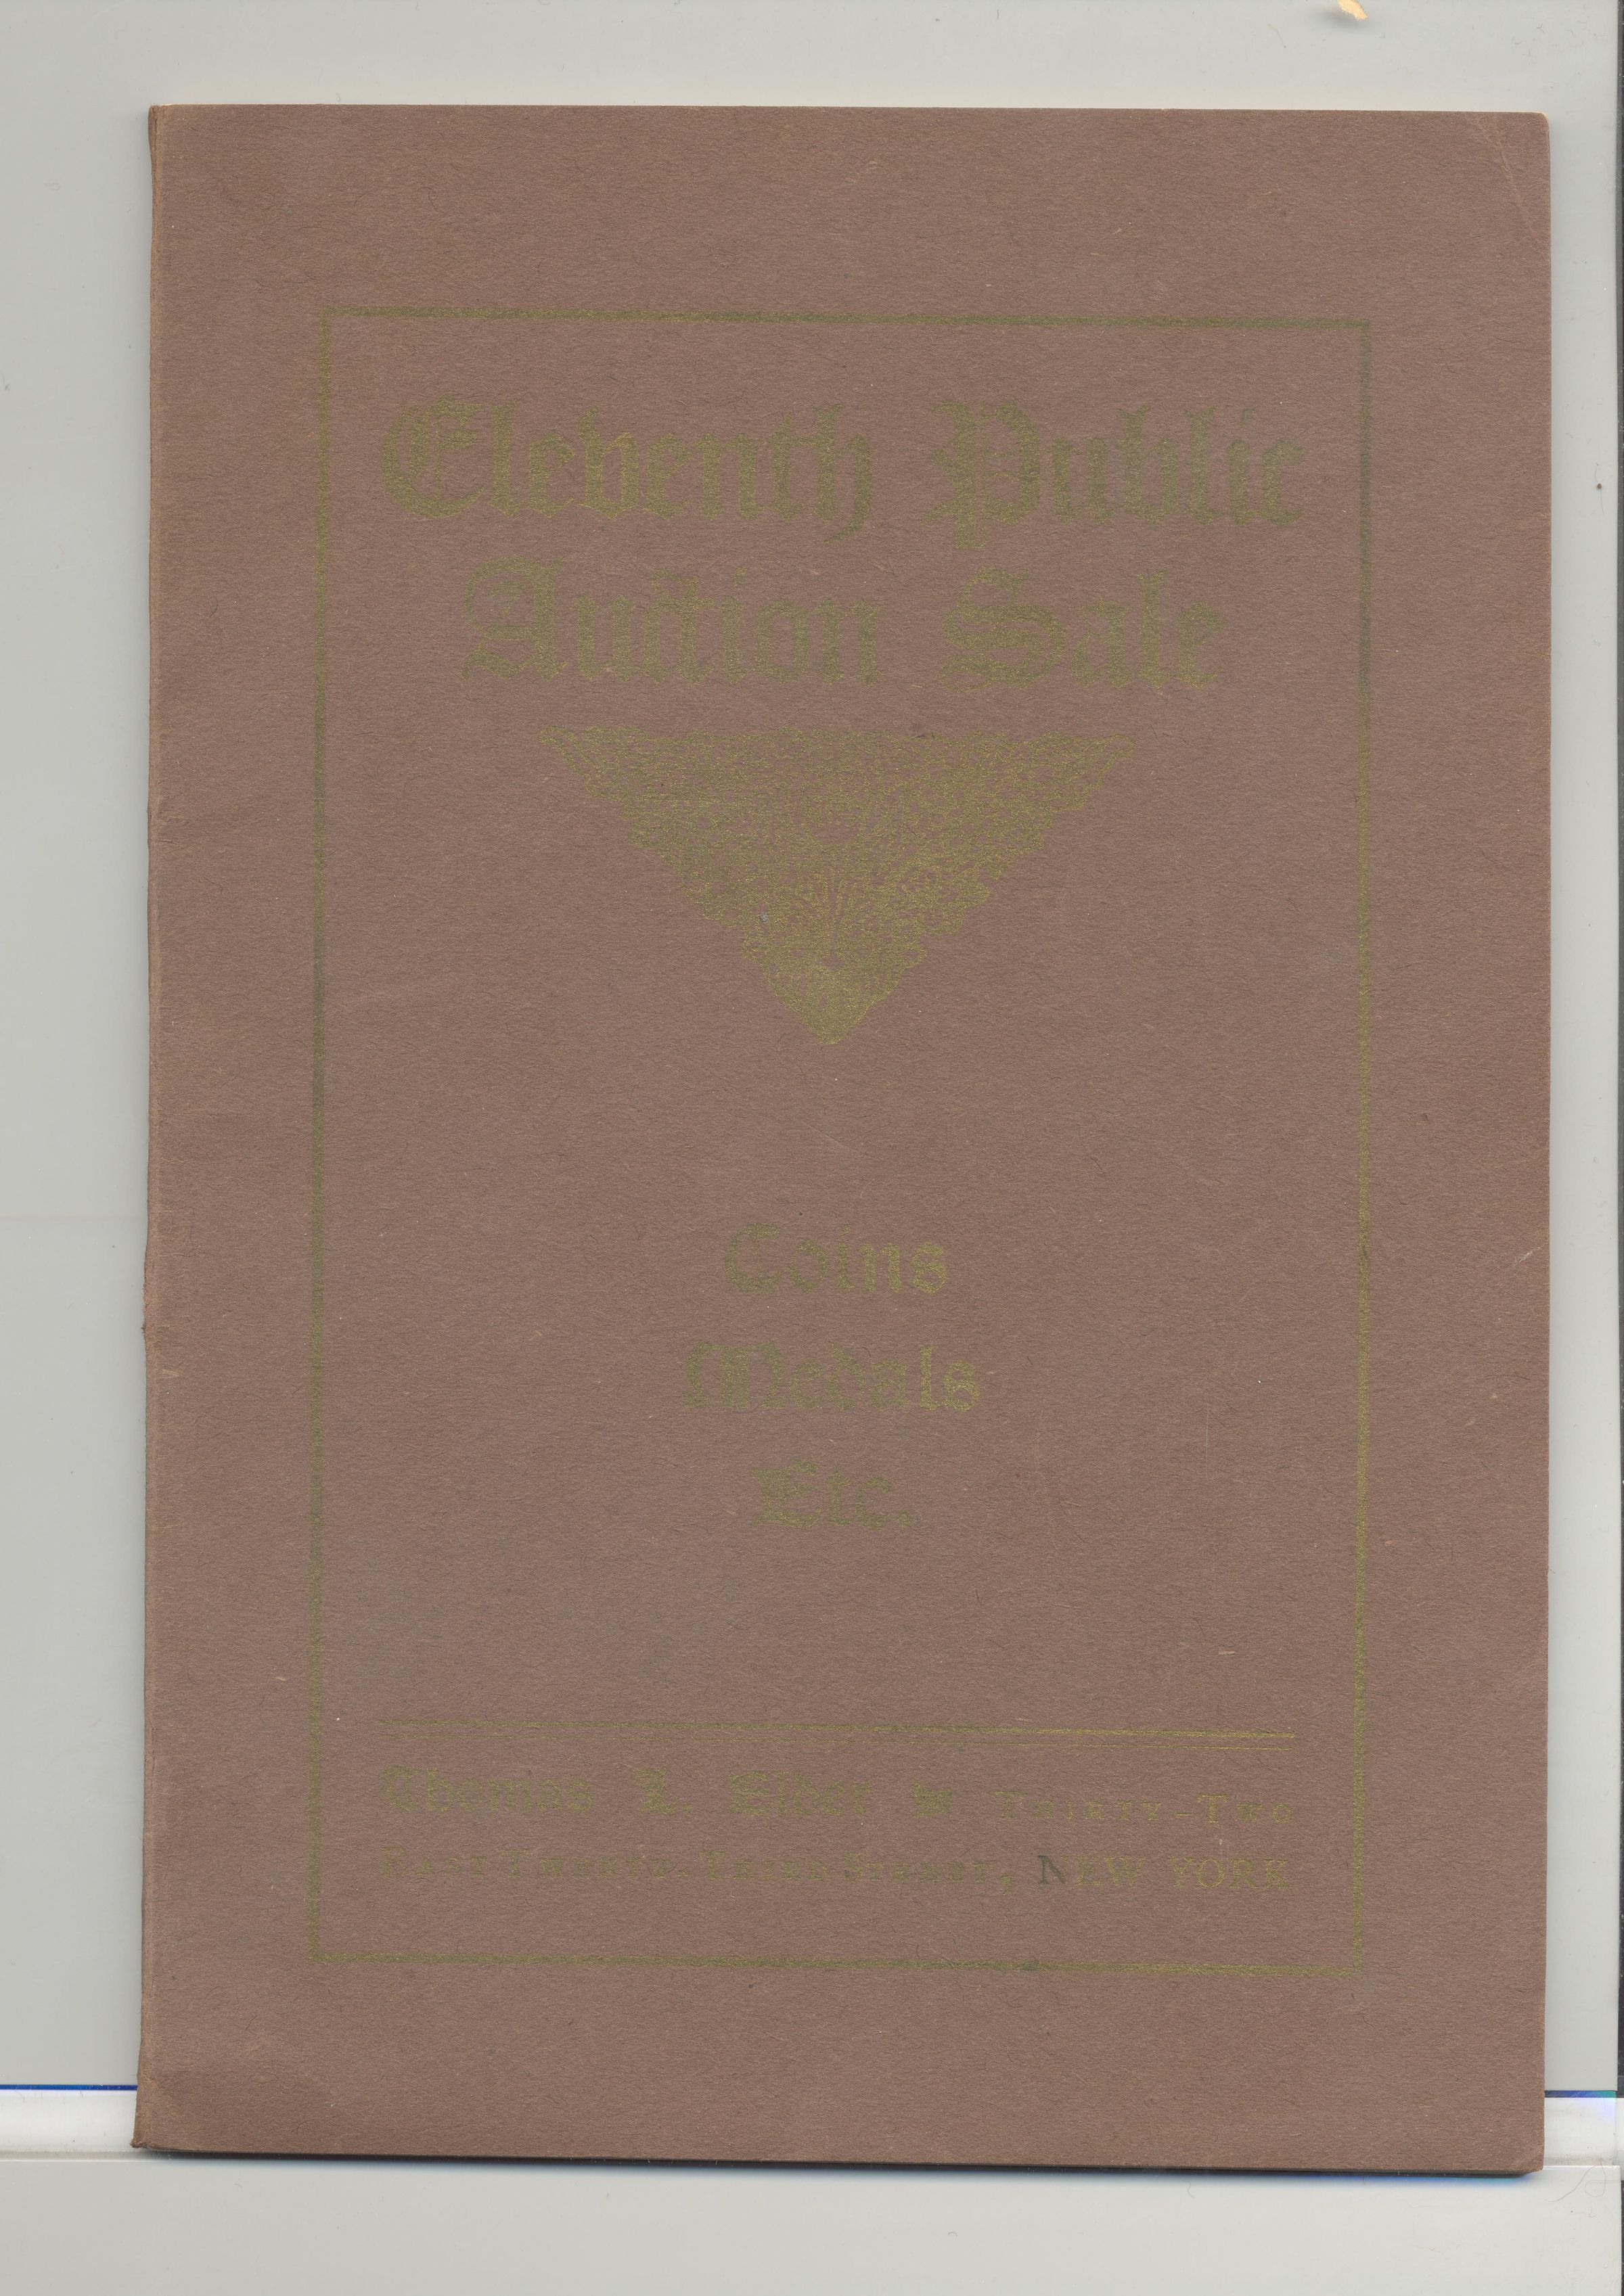 Eleventh Public
Auction Sale
Coins
Medals
Etc.
Thomas L. Elder Thirty-Two
East Twenty-Third Street, NEW YORK